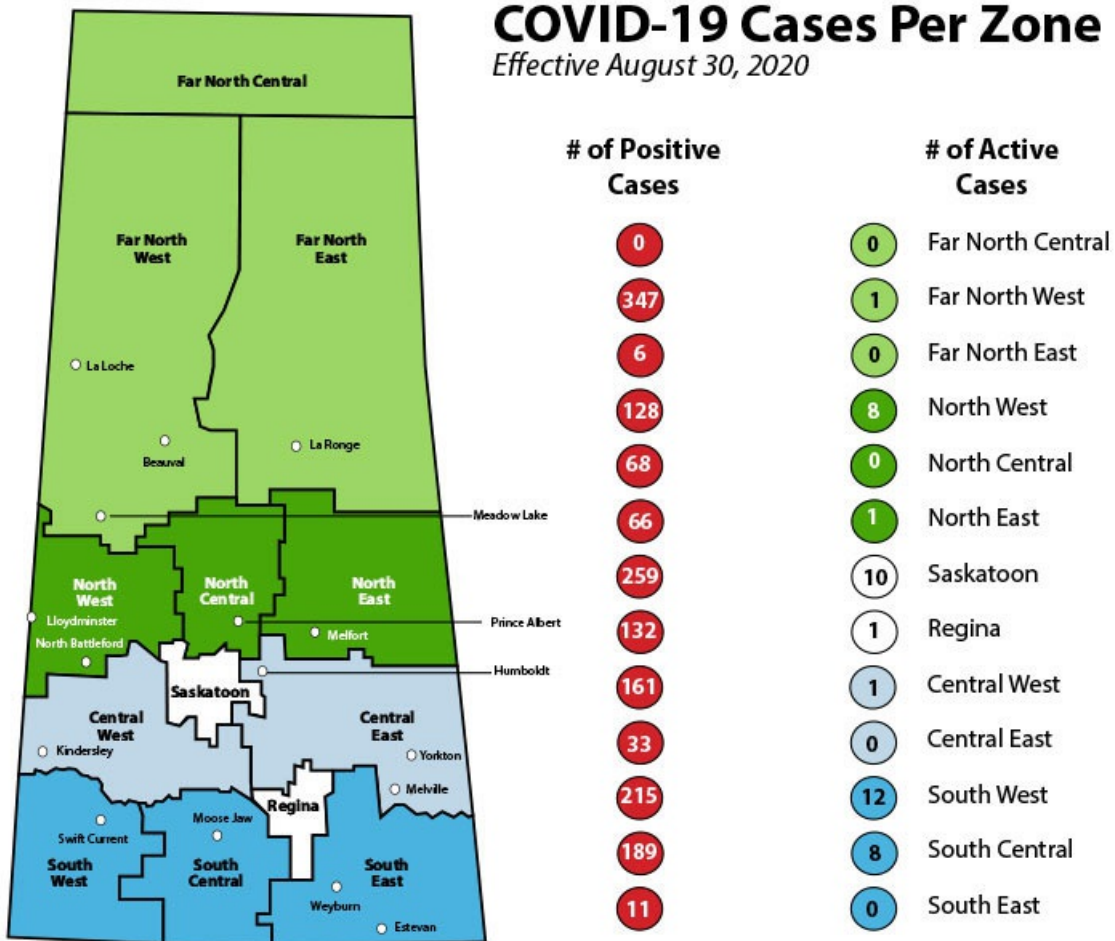 COVID-19 Cases Per Zone
Effective August 30, 2020
# of Positive
Cases
# of Active
Cases
0
0
Far North Central
347
1
Far North West
6
0
Far North East
128
8
North West
68
0
North Central
66
1
North East
259
10
Saskatoon
132
1
Regina
161
1
Central West
33
0
Central East
215
12
South West
189
8
South Central
11
0
South East
Far North Central
Far North
West
Far North
East
La Loche
Beauval
La Ronge
Meadow Lake
North
West
North
Central
North
East
Lloydminster
North Battleford
Prince Albert
Melfort
Humboldt
Saskatoon
Central
West
Central
East
Kindersley
Yorkton
Melville
Regina
Moose Jaw
Swift Current
South
West
South
Central
South
East
Weyburn
Estevan